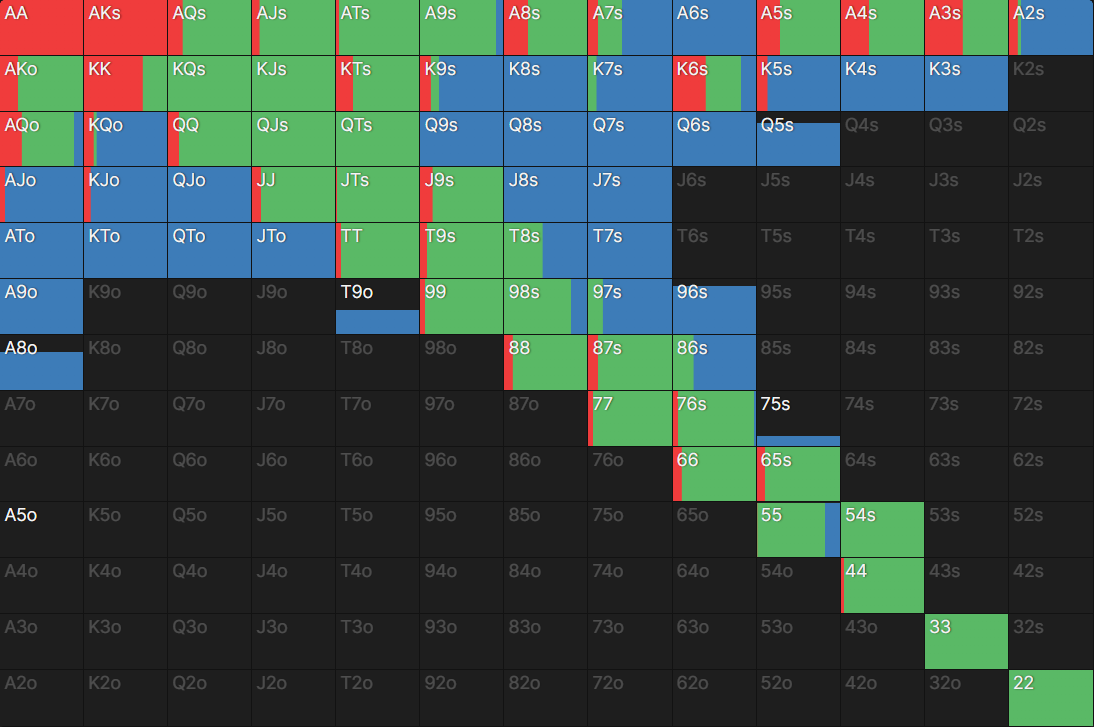 AA AKs AQs AJs ATs A9s A8s A7s A6s A5s A4s A3s A2s
AKo KK KQs KJs KTs K9s K8s K7s K6s K5s K4s K3s K2s
AQo KQo QQ QJs QTs Q9s Q8s Q7s Q6s Q5s Q4s Q3s Q2s
AJo KJo QJo JJ JTs J9s J8s J7s J6s J5s J4s J3s J2s
ATo KTo QTo JTo TT T9s T8s T7s T6s T5s T4s T3s T2s
A9o K9o Q9o J9o T9o 99 98s 97s 96s 95s 94s 93s 92s
A8o K8o Q8o J8o T8o 98o 88 87s 86s 85s 84s 83s 82s
A7o K7o Q7o J7o T7o 97o 87o 77 76s 75s 74s 73s 72s
A6o K6o Q6o J6o T6o 96o 86o 76o 66 65s 64s 63s 62s
A5o K5o Q5o J5o T5o 95o 85o 75o 65o 55 54s 53s 52s
A4o K4o Q4o J4o T4o 94o 84o 74o 64o 54o 44 43s 42s
A3o K3o Q3o J3o T3o 93o 83o 73o 63o 53o 43o 33 32s
A2o K2o Q2o J2o T2o 92o 82o 72o 62o 52o 42o 32o 22